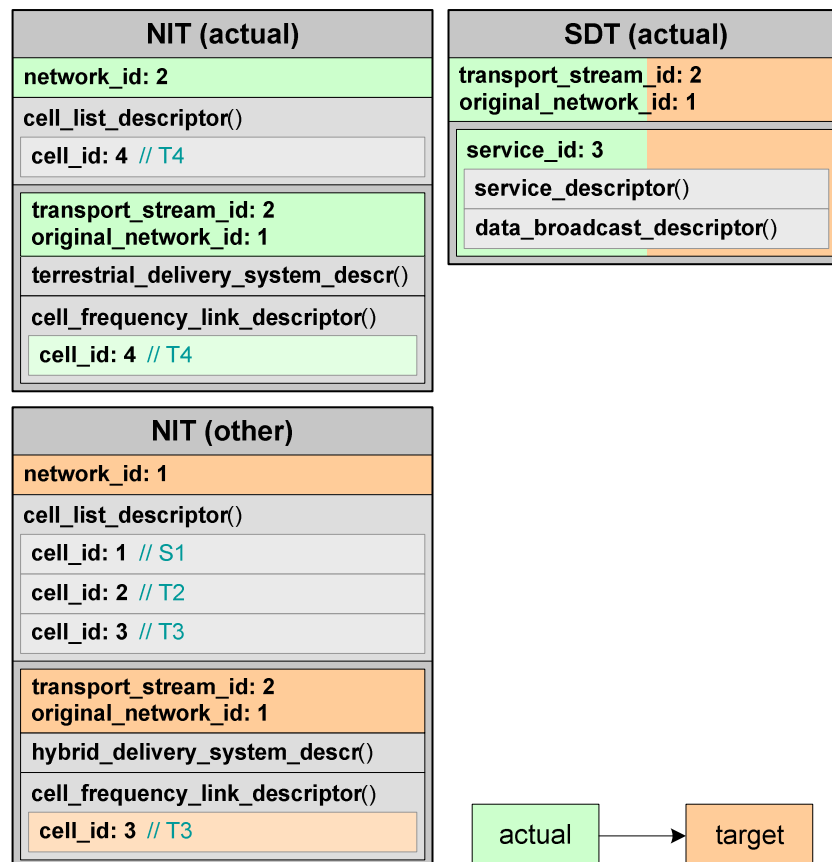 NIT (actual)
network_id: 2
cell_list_descriptor()
cell_id: 4 // T4
transport_stream_id: 2
original_network_id: 1
terrestrial_delivery_system_descr()
cell_frequency_link_descriptor()
cell_id: 4 // T4
SDT (actual)
transport_stream_id: 2
original_network_id: 1
service_id: 3
service_descriptor()
data_broadcast_descriptor()
NIT (other)
network_id: 1
cell_list_descriptor()
cell_id: 1 // S1
cell_id: 2 // T2
cell_id: 3 // T3
transport_stream_id: 2
original_network_id: 1
hybrid_delivery_system_descr()
cell_frequency_link_descriptor()
cell_id: 3 // T3
actual
target